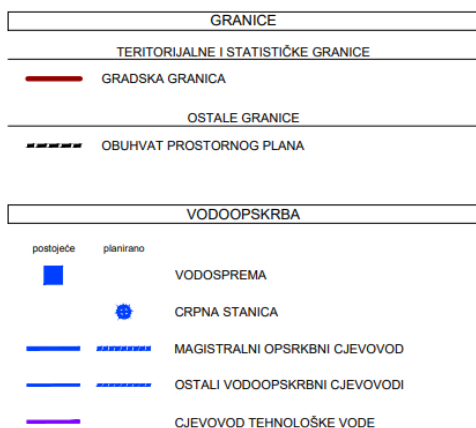 GRANICE
TERITORIJALNE I STATISTIČKE GRANICE
GRADSKA GRANICA
OSTALE GRANICE
OBUHVAT PROSTORNOG PLANA
VODOOPSKRBA
postojeće planirano
VODOSPREMA
CRPNA STANICA
MAGISTRALNI OPSRKBNI CJEVOVOD
OSTALI VODOOPSKRBNI CJEVOVODI
CJEVOVOD TEHNOLOŠKE VODE